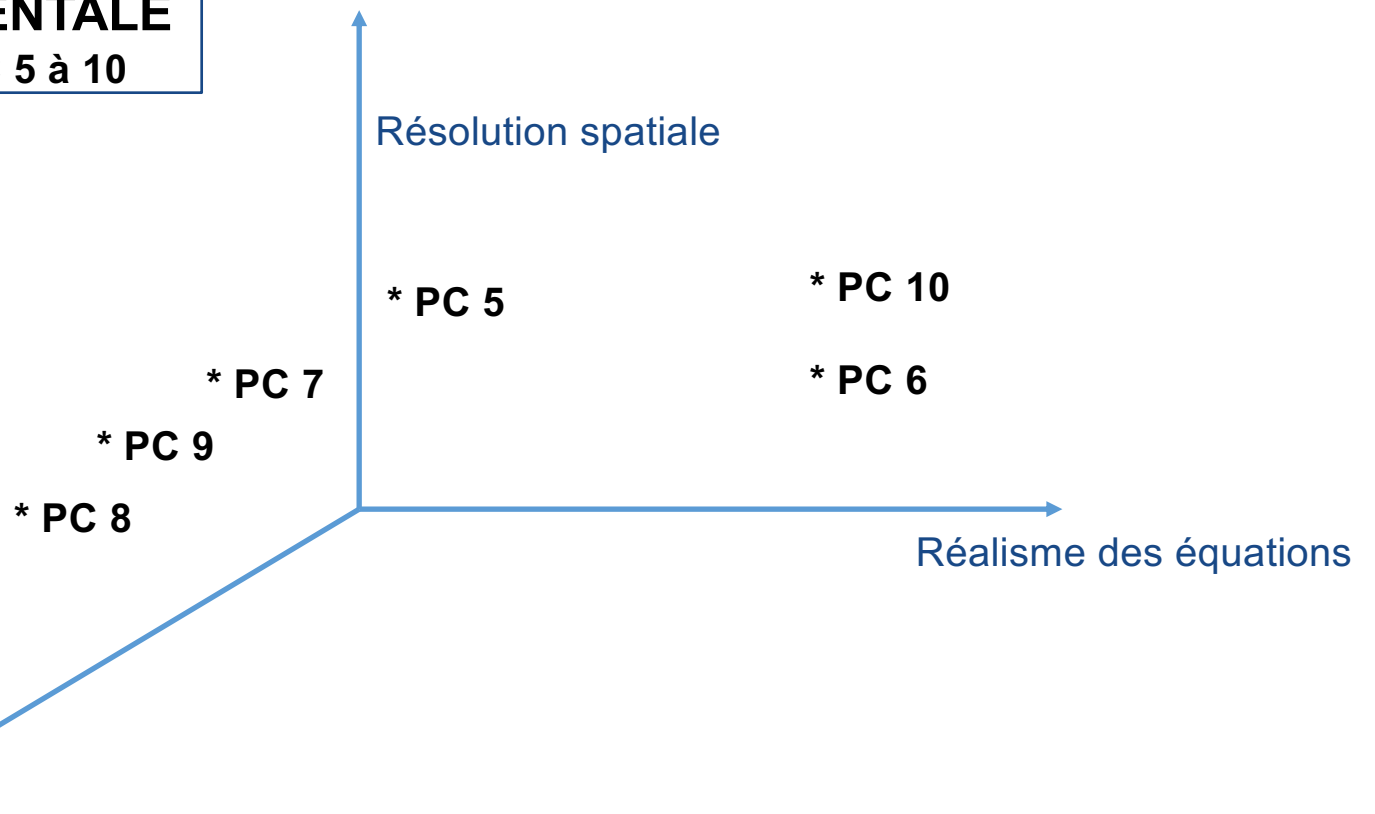 5 à 10
Résolution spatiale
* PC 5
* PC 10
* PC 7
* PC 6
* PC 9
* PC 8
Réalisme des équations